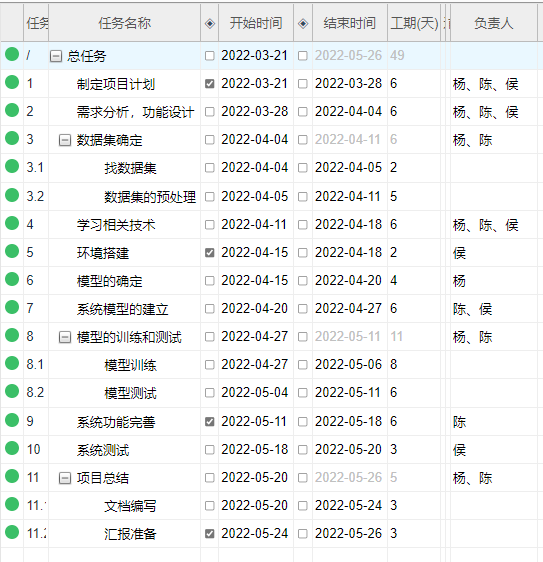 任务 任务名称 开始时间 结束时间 工期(天) 负责人
/ 总任务 2022-03-21 2022-05-26 49
1 制定项目计划 2022-03-21 2022-03-28 6 杨、陈、侯
2 需求分析，功能设计 2022-03-28 2022-04-04 6 杨、陈、侯
3 数据集确定 2022-04-04 2022-04-11 6 杨、陈
3.1 找数据集 2022-04-04 2022-04-05 2
3.2 数据集的预处理 2022-04-05 2022-04-11 5
4 学习相关技术 2022-04-11 2022-04-18 6 杨、陈、侯
5 环境搭建 2022-04-15 2022-04-18 2 侯
6 模型的确定 2022-04-15 2022-04-20 4 杨
7 系统模型的建立 2022-04-20 2022-04-27 6 陈、侯
8 模型的训练和测试 2022-04-27 2022-05-11 11 杨、陈
8.1 模型训练 2022-04-27 2022-05-06 8
8.2 模型测试 2022-05-04 2022-05-11 6
9 系统功能完善 2022-05-11 2022-05-18 6 陈
10 系统测试 2022-05-18 2022-05-20 3 侯
11 项目总结 2022-05-20 2022-05-26 5 杨、陈
11.1 文档编写 2022-05-20 2022-05-24 3
11.2 汇报准备 2022-05-24 2022-05-26 3